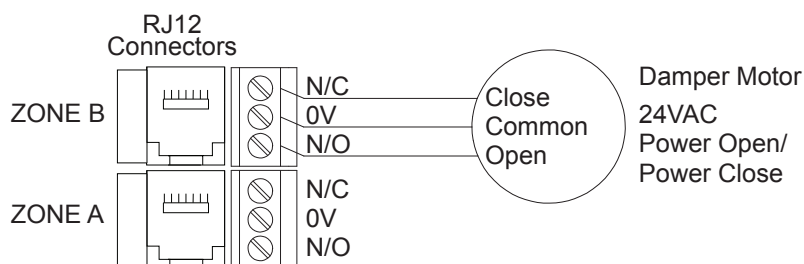 RJ12
Connectors
ZONE B
N/C
0V
N/O
Close
Common
Open
Damper Motor
24VAC
Power Open/
Power Close
ZONE A
N/C
0V
N/O